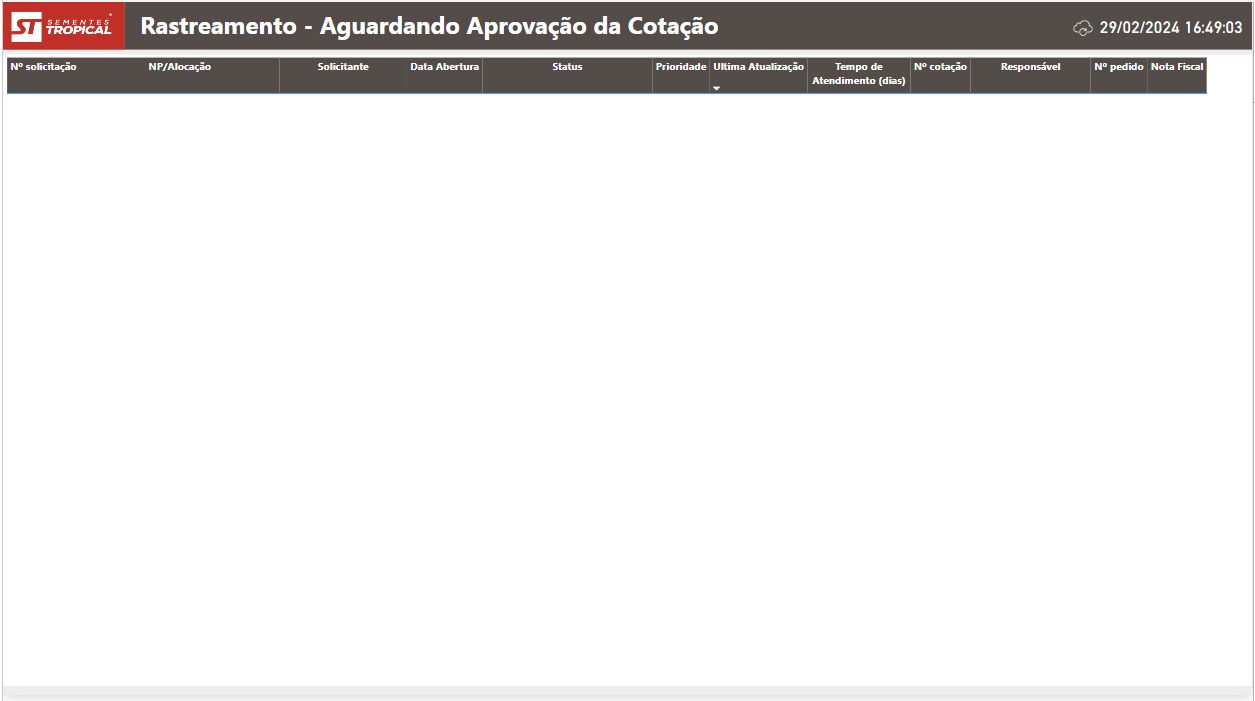 SEMENTES
ST TROPICAL
Rastreamento - Aguardando Aprovação da Cotação
29/02/2024 16:49:03
Nº solicitação NP/Alocação Solicitante Data Abertura Status Prioridade Ultima Atualização Tempo de Atendimento (dias) Nº cotação Responsável Nº pedido Nota Fiscal